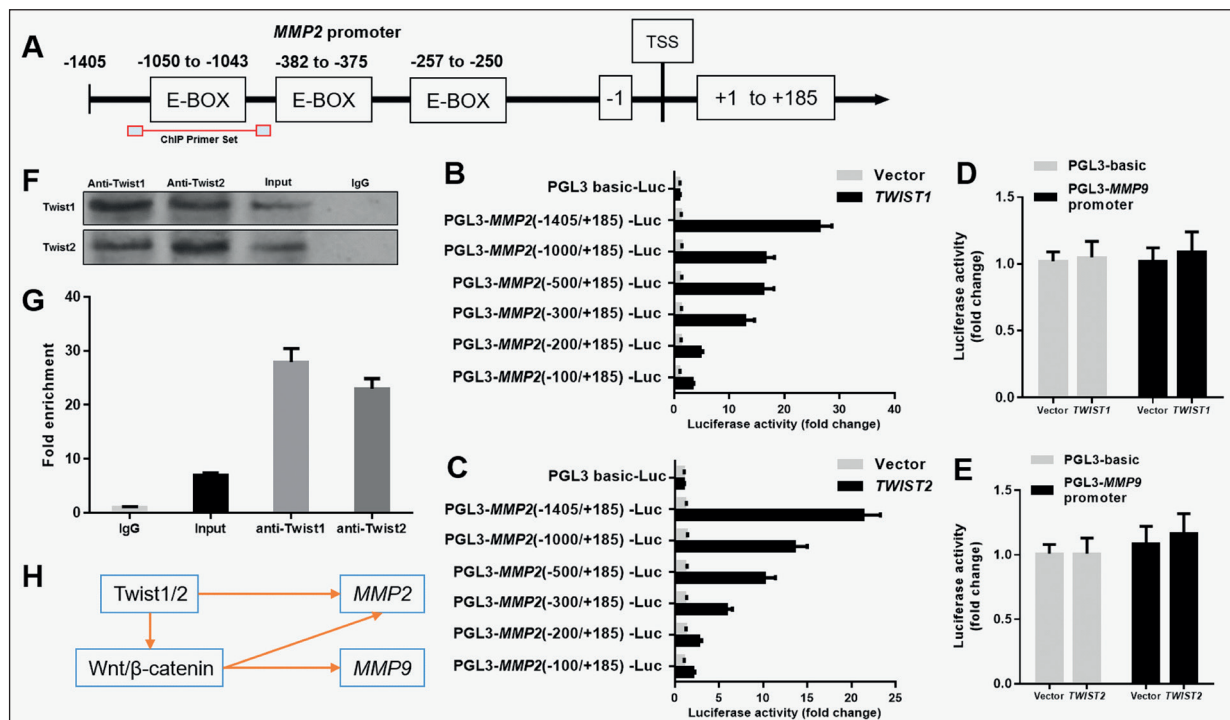 A
MMP2 promoter
TSS
-1405
-1050 to -1043
-382 to -375
-257 to -250
E-BOX
E-BOX
E-BOX
-1
+1 to +185
ChIP Primer Set
F
Anti-Twist1
Anti-Twist2
Input
IgG
Twist1
Twist2
G
Fold enrichment
40
30
20
10
0
IgG
Input
anti-Twist1
anti-Twist2
H
Twist1/2
MMP2
Wnt/β-catenin
MMP9
B
Vector
TWIST1
PGL3 basic-Luc
PGL3-MMP2(-1405/+185) -Luc
PGL3-MMP2(-1000/+185) -Luc
PGL3-MMP2(-500/+185) -Luc
PGL3-MMP2(-300/+185) -Luc
PGL3-MMP2(-200/+185) -Luc
PGL3-MMP2(-100/+185) -Luc
0 10 20 30 40
Luciferase activity (fold change)
C
Vector
TWIST2
PGL3 basic-Luc
PGL3-MMP2(-1405/+185) -Luc
PGL3-MMP2(-1000/+185) -Luc
PGL3-MMP2(-500/+185) -Luc
PGL3-MMP2(-300/+185) -Luc
PGL3-MMP2(-200/+185) -Luc
PGL3-MMP2(-100/+185) -Luc
0 5 10 15 20 25
Luciferase activity (fold change)
D
PGL3-basic
PGL3-MMP9
promoter
Luciferase activity
(fold change)
1.5
1.0
0.5
0.0
Vector TWIST1 Vector TWIST1
E
PGL3-basic
PGL3-MMP9
promoter
Luciferase activity
(fold change)
1.5
1.0
0.5
0.0
Vector TWIST2 Vector TWIST2